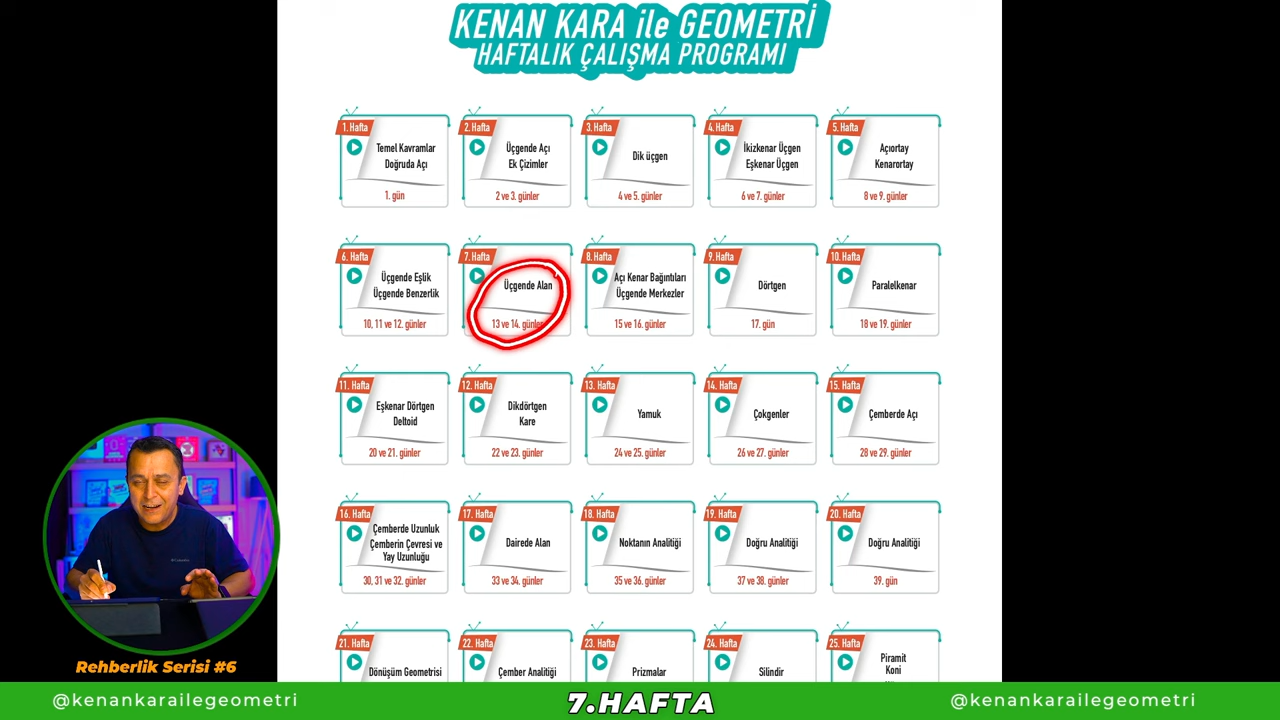 KENAN KARA ile GEOMETRİ
HAFTALIK ÇALIŞMA PROGRAMI
1. Hafta
Temel Kavramlar
Doğruda Açı
1. gün
2. Hafta
Üçgende Açı
Ek Çizimler
2 ve 3. günler
3. Hafta
Dik üçgen
4 ve 5. günler
4. Hafta
İkizkenar Üçgen
Eşkenar Üçgen
6 ve 7. günler
5. Hafta
Açıortay
Kenarortay
8 ve 9. günler
6. Hafta
Üçgende Eşlik
Üçgende Benzerlik
10, 11 ve 12. günler
7. Hafta
Üçgende Alan
13 ve 14. günler
8. Hafta
Açı Kenar Bağıntıları
Üçgende Merkezler
15 ve 16. günler
9. Hafta
Dörtgen
17. gün
10. Hafta
Paralelkenar
18 ve 19. günler
11. Hafta
Eşkenar Dörtgen
Deltoid
20 ve 21. günler
12. Hafta
Dikdörtgen
Kare
22 ve 23. günler
13. Hafta
Yamuk
24 ve 25. günler
14. Hafta
Çokgenler
26 ve 27. günler
15. Hafta
Çemberde Açı
28 ve 29. günler
16. Hafta
Çemberde Uzunluk
Çemberin Çevresi ve
Yay Uzunluğu
30, 31 ve 32. günler
17. Hafta
Dairede Alan
33 ve 34. günler
18. Hafta
Noktanın Analitiği
35 ve 36. günler
19. Hafta
Doğru Analitiği
37 ve 38. günler
20. Hafta
Doğru Analitiği
39. gün
21. Hafta
Dönüşüm Geometrisi
22. Hafta
Çember Analitiği
23. Hafta
Prizmalar
24. Hafta
Silindir
25. Hafta
Piramit
Koni
Rehberlik Serisi #6
@kenankarailegeometri
7.HAFTA
@kenankarailegeometri